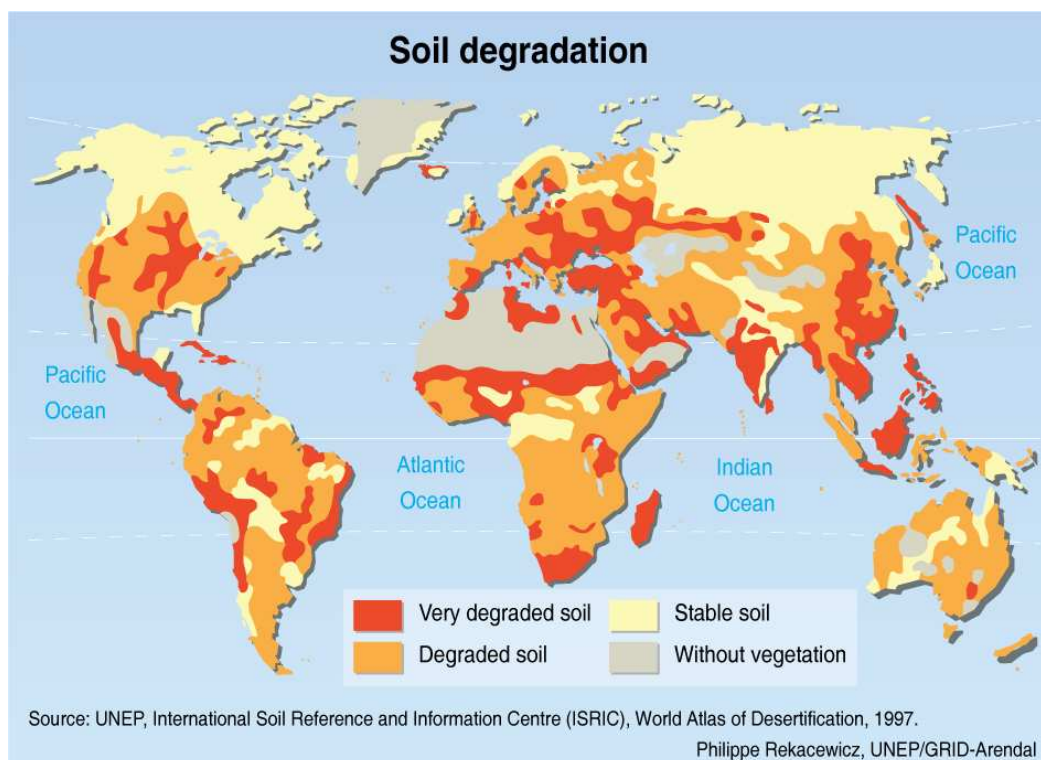 Soil degradation
Pacific
Ocean
Pacific
Ocean
Atlantic
Ocean
Indian
Ocean
Very degraded soil
Stable soil
Degraded soil
Without vegetation
Source: UNEP, International Soil Reference and Information Centre (ISRIC), World Atlas of Desertification, 1997.
Philippe Rekacewicz, UNEP/GRID-Arendal